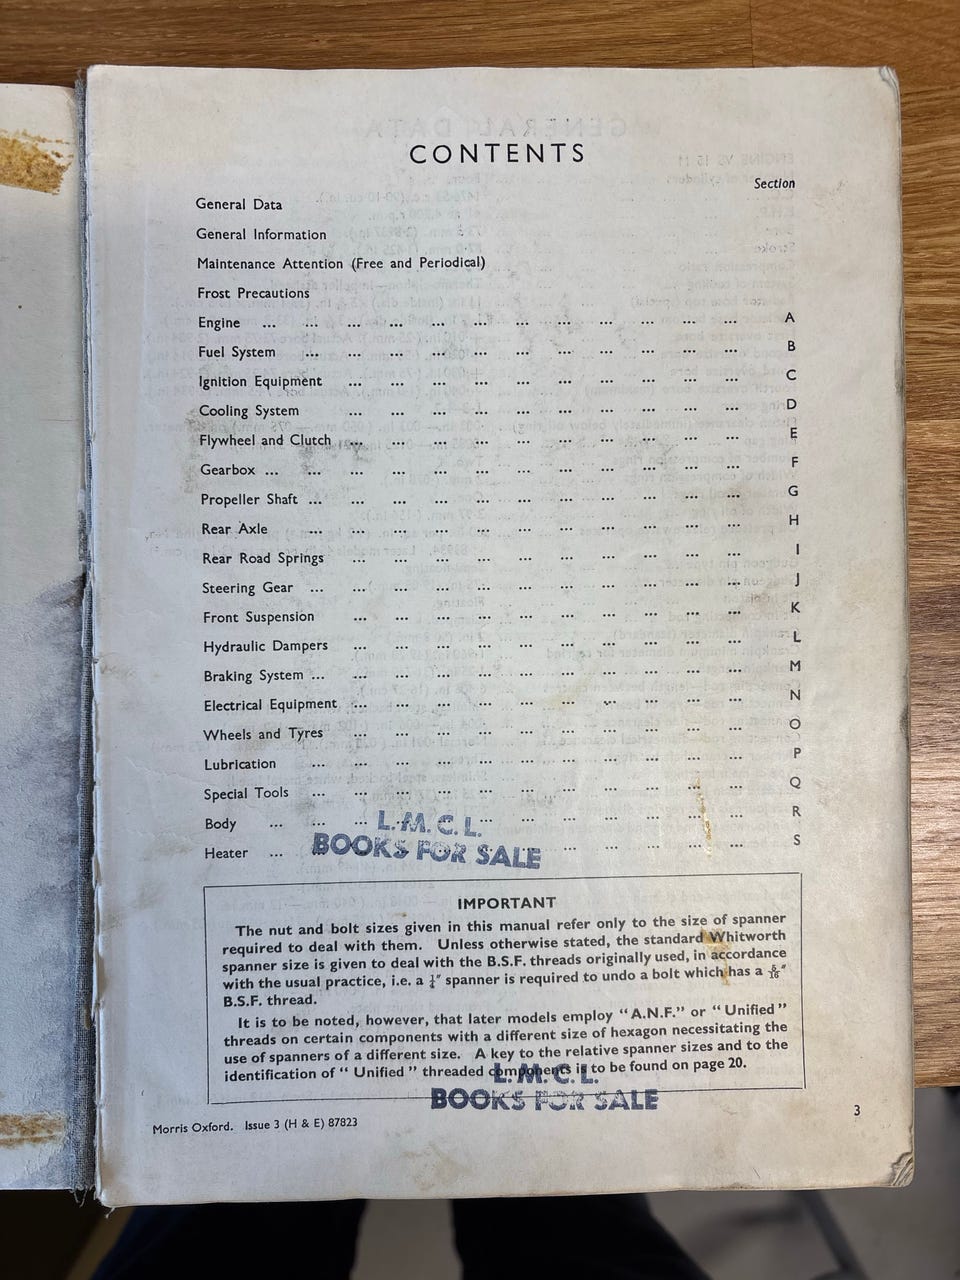 CONTENTS
Section
General Data
General Information
Maintenance Attention (Free and Periodical)
Frost Precautions
Engine ... ... ... ... ... ... ... ... ... ... ... ... A
Fuel System ... ... ... ... ... ... ... ... ... ... ... B
Ignition Equipment ... ... ... ... ... ... ... ... ... ... C
Cooling System ... ... ... ... ... ... ... ... ... ... D
Flywheel and Clutch ... ... ... ... ... ... ... ... ... ... E
Gearbox ... ... ... ... ... ... ... ... ... ... ... ... F
Propeller Shaft ... ... ... ... ... ... ... ... ... ... ... G
Rear Axle ... ... ... ... ... ... ... ... ... ... ... H
Rear Road Springs ... ... ... ... ... ... ... ... ... ... I
Steering Gear ... ... ... ... ... ... ... ... ... ... ... J
Front Suspension ... ... ... ... ... ... ... ... ... ... K
Hydraulic Dampers ... ... ... ... ... ... ... ... ... ... L
Braking System ... ... ... ... ... ... ... ... ... ... ... M
Electrical Equipment ... ... ... ... ... ... ... ... ... ... N
Wheels and Tyres ... ... ... ... ... ... ... ... ... ... O
Lubrication ... ... ... ... ... ... ... ... ... ... ... P
Special Tools ... ... ... ... ... ... ... ... ... ... ... Q
Body ... ... ... ... ... ... ... ... ... R
L.M.C.L.
BOOKS FOR SALE
Heater ... ... ... ... ... ... ... S
IMPORTANT
The nut and bolt sizes given in this manual refer only to the size of spanner
required to deal with them. Unless otherwise stated, the standard Whitworth
spanner size is given to deal with the B.S.F. threads originally used, in accordance
with the usual practice, i.e. a ¼″ spanner is required to undo a bolt which has a 5/16″
B.S.F. thread.
It is to be noted, however, that later models employ “A.N.F.” or “Unified”
threads on certain components with a different size of hexagon necessitating the
use of spanners of a different size. A key to the relative spanner sizes and to the
identification of “Unified” threaded components is to be found on page 20.
L.M.C.L.
BOOKS FOR SALE
Morris Oxford. Issue 3 (H & E) 87823
3